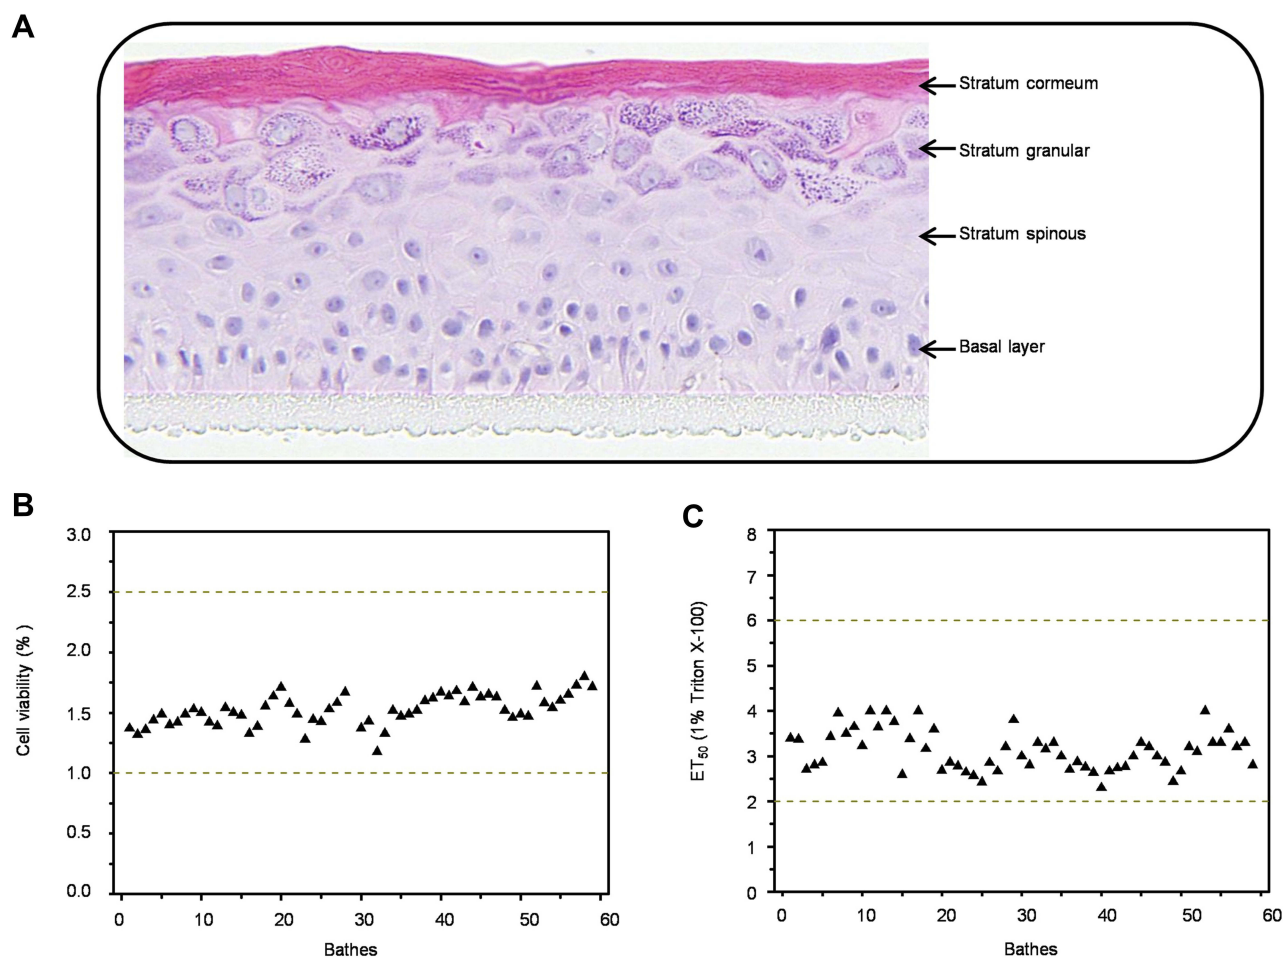 A
Stratum cormeum
Stratum granular
Stratum spinous
Basal layer
B
3.0
2.5
2.0
1.5
1.0
0.5
0.0
Cell viability (% )
0 10 20 30 40 50 60
Bathes
C
8
7
6
5
4
3
2
1
0
ET50 (1% Triton X-100)
0 10 20 30 40 50 60
Bathes